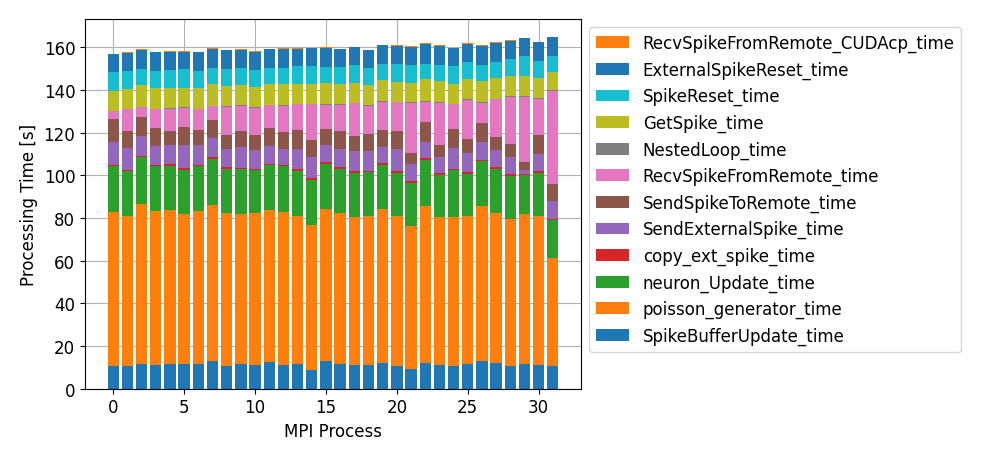 Processing Time [s]
160
140
120
100
80
60
40
20
0
0 5 10 15 20 25 30
MPI Process
RecvSpikeFromRemote_CUDAcp_time
ExternalSpikeReset_time
SpikeReset_time
GetSpike_time
NestedLoop_time
RecvSpikeFromRemote_time
SendSpikeToRemote_time
SendExternalSpike_time
copy_ext_spike_time
neuron_Update_time
poisson_generator_time
SpikeBufferUpdate_time